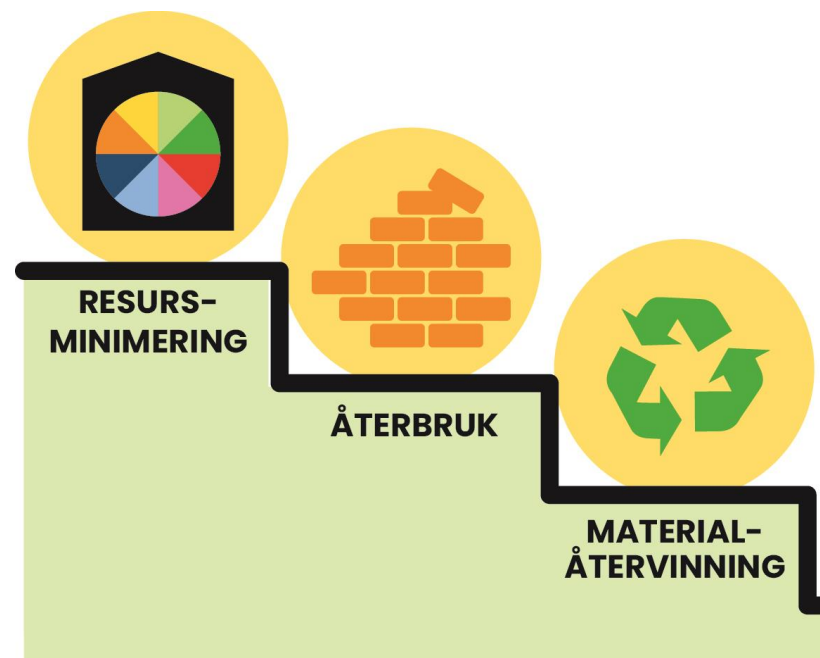 RESURS-
MINIMERING
ÅTERBRUK
MATERIAL-
ÅTERVINNING